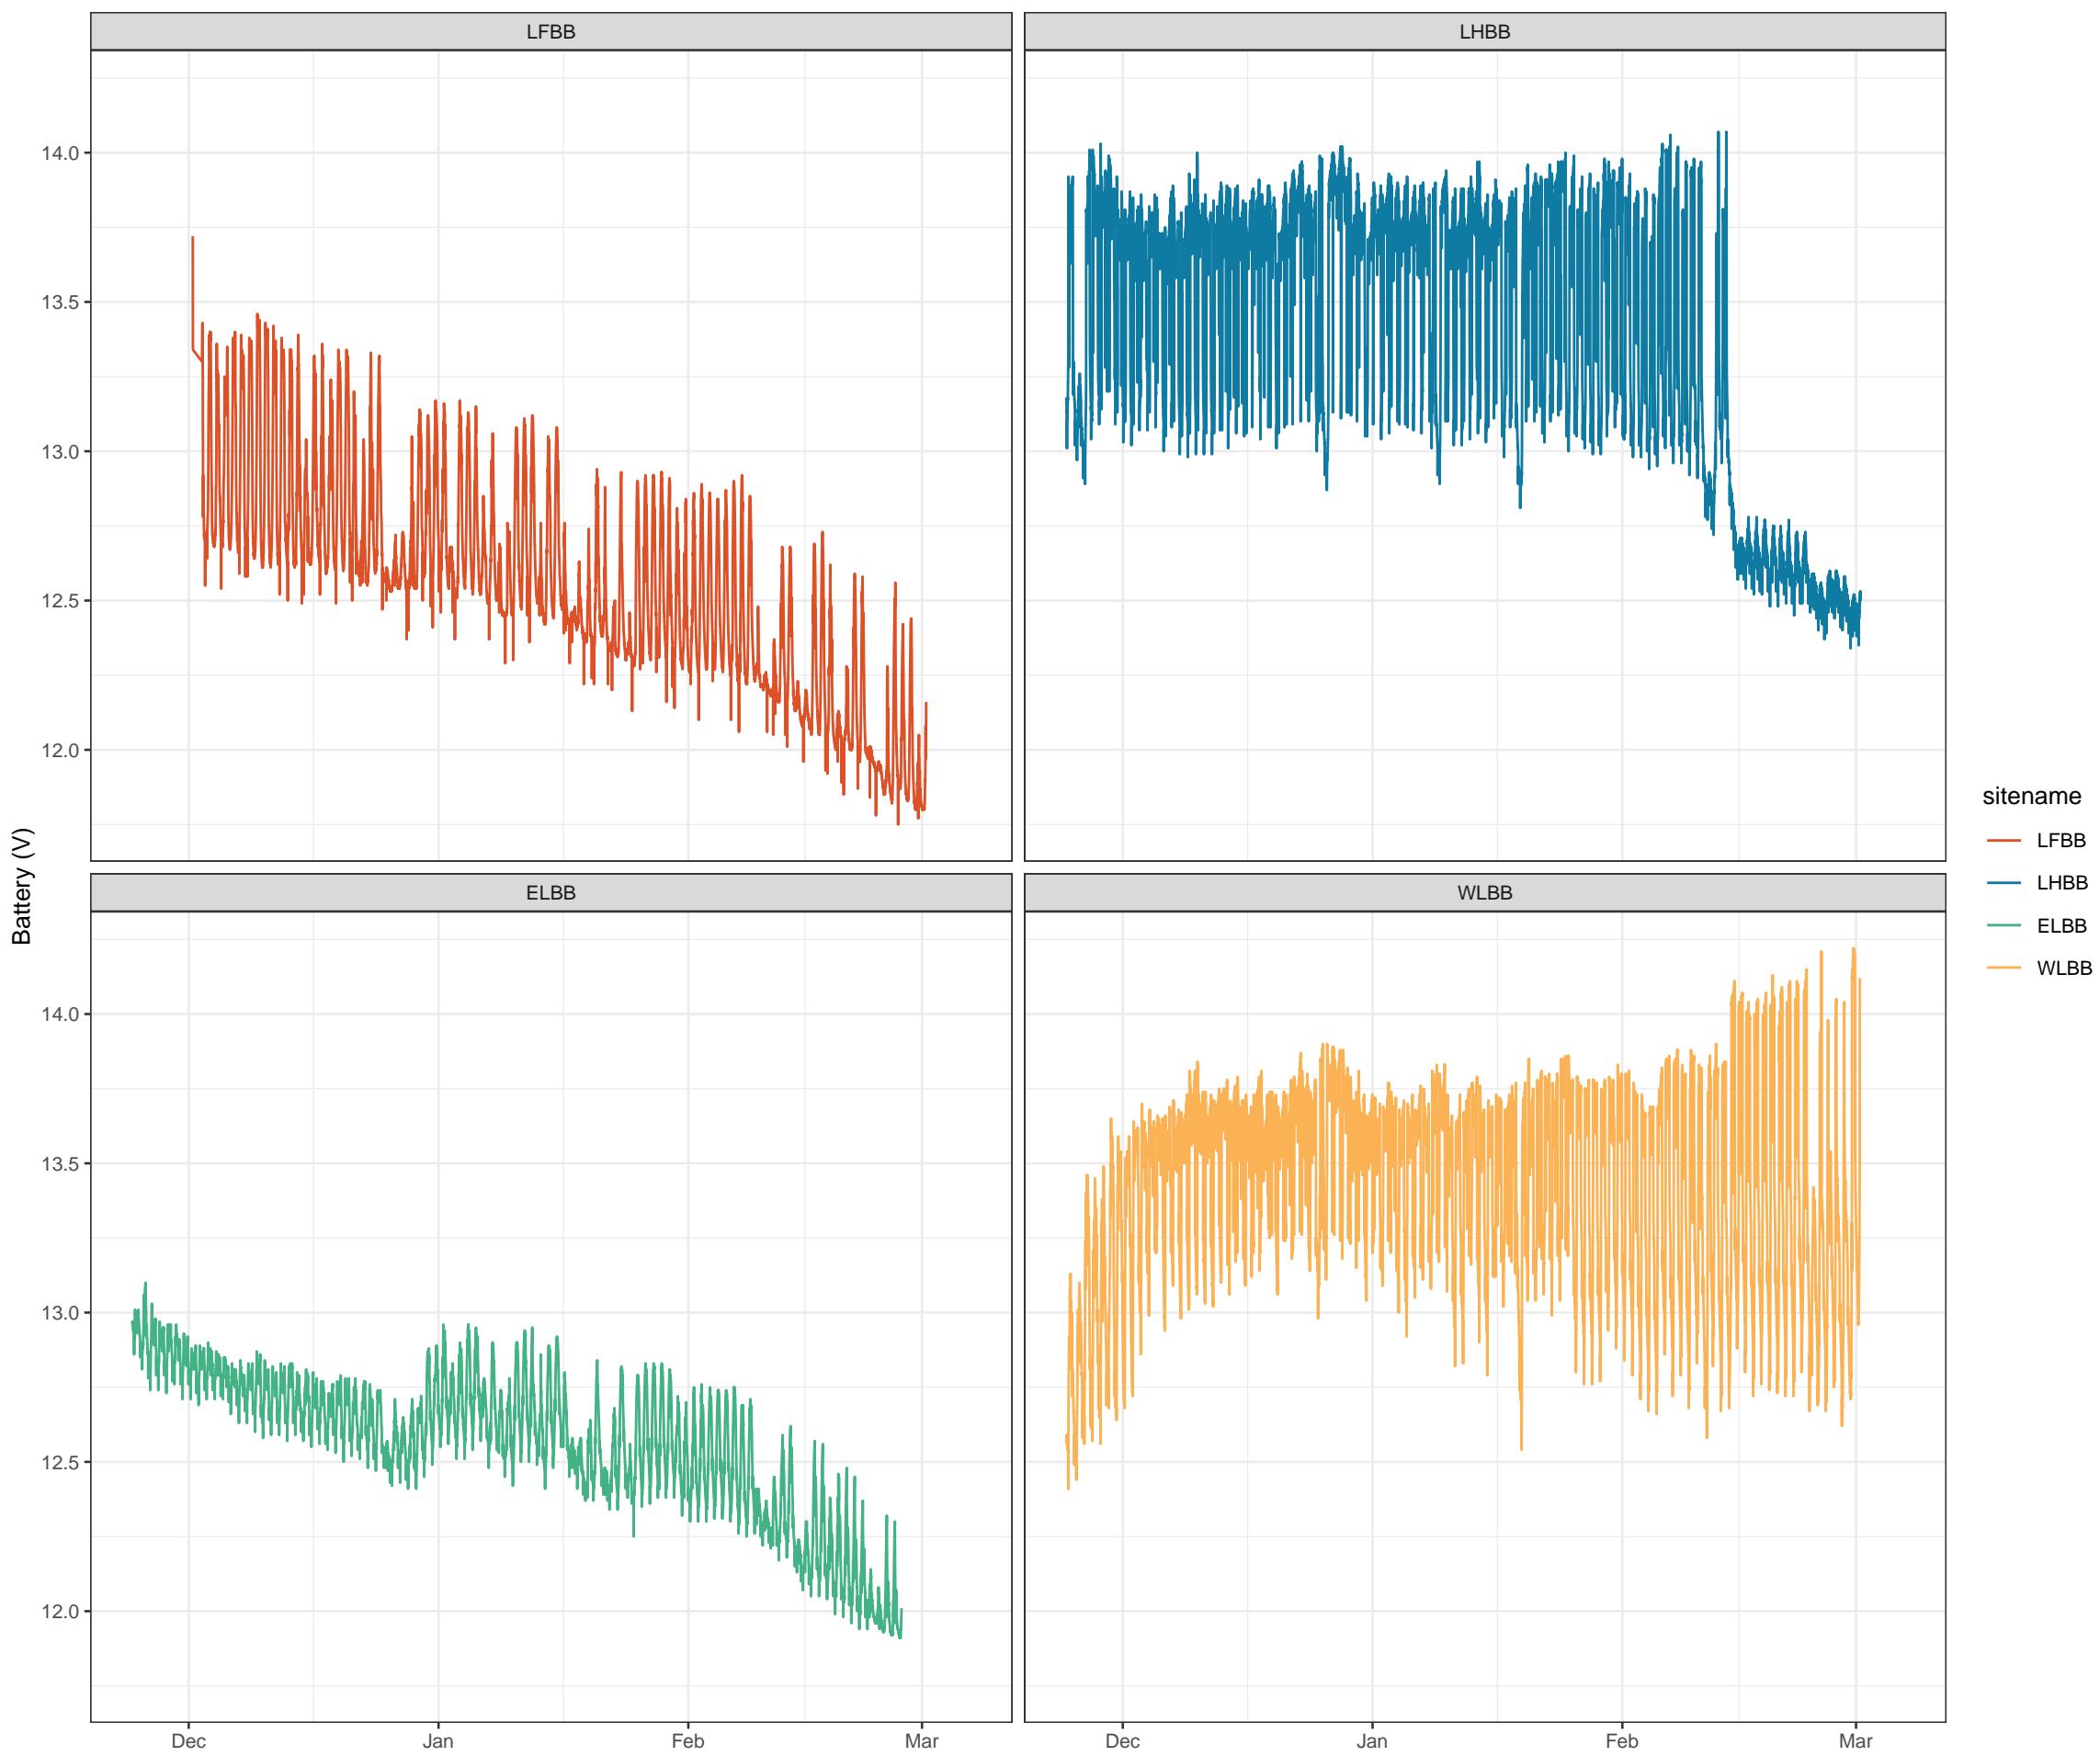 LFBB
LHBB
14.0
13.5
13.0
12.5
12.0
Battery (V)
ELBB
WLBB
14.0
13.5
13.0
12.5
12.0
Dec
Jan
Feb
Mar
Dec
Jan
Feb
Mar
sitename
LFBB
LHBB
ELBB
WLBB